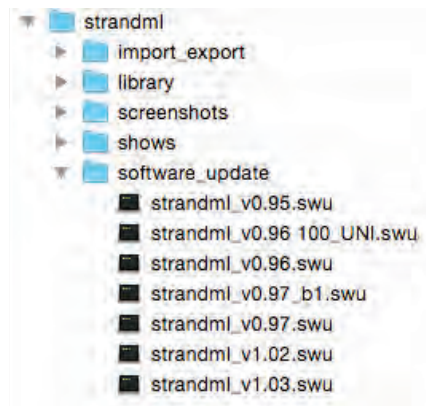 strandml
import_export
library
screenshots
shows
software_update
strandml_v0.95.swu
strandml_v0.96 100_UNI.swu
strandml_v0.96.swu
strandml_v0.97_b1.swu
strandml_v0.97.swu
strandml_v1.02.swu
strandml_v1.03.swu